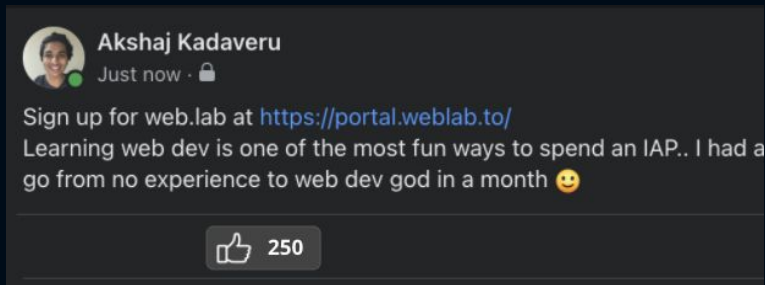 Akshaj Kadaveru
Just now ·
Sign up for web.lab at https://portal.weblab.to/
Learning web dev is one of the most fun ways to spend an IAP.. I had a
go from no experience to web dev god in a month 🙂
250